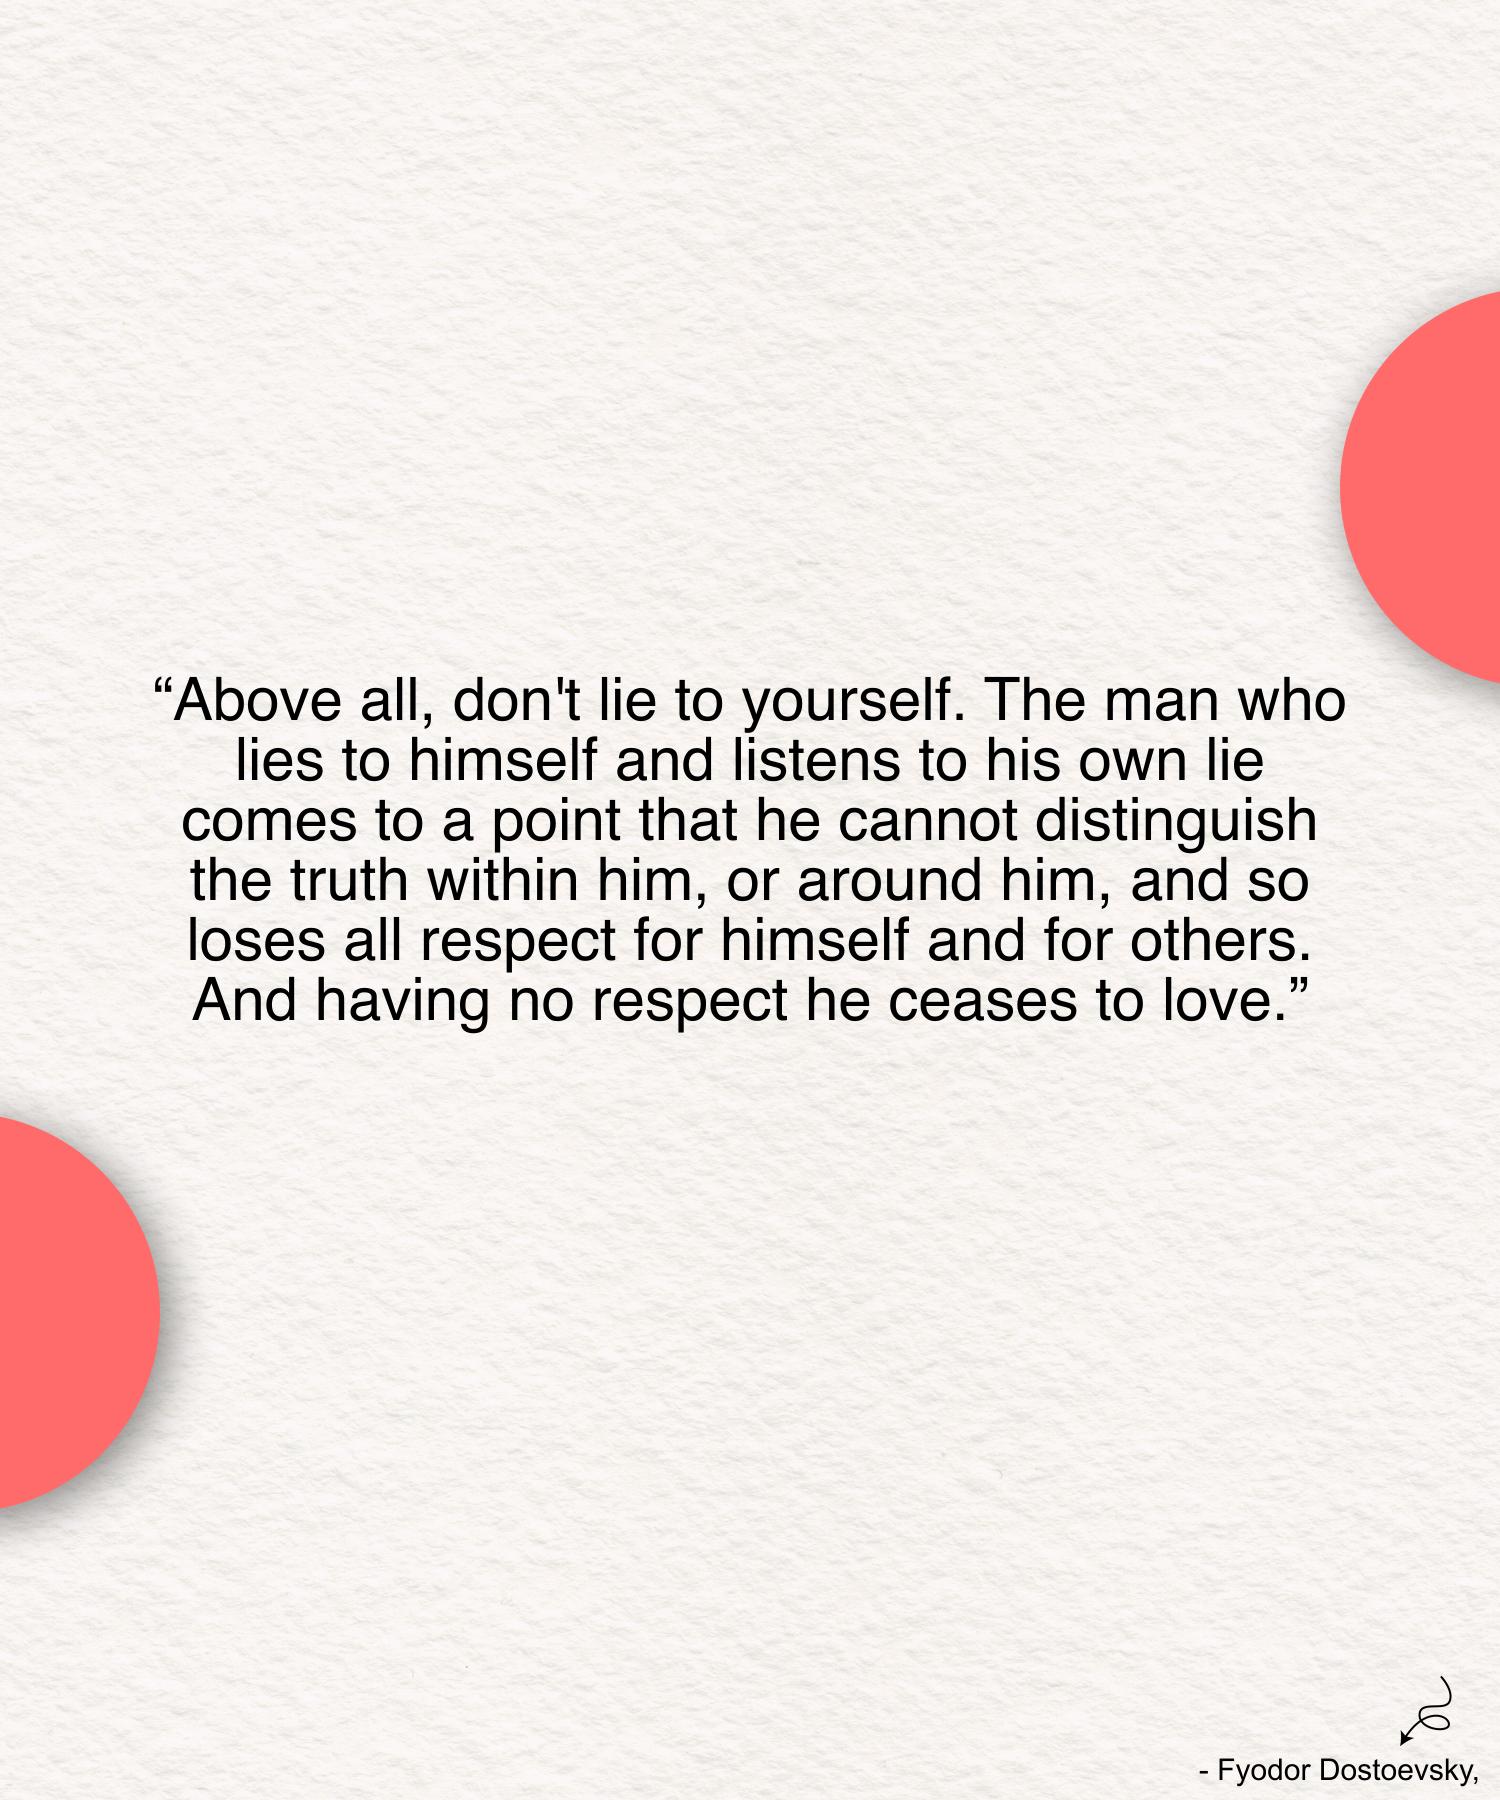 “Above all, don't lie to yourself. The man who
lies to himself and listens to his own lie
comes to a point that he cannot distinguish
the truth within him, or around him, and so
loses all respect for himself and for others.
And having no respect he ceases to love.”
- Fyodor Dostoevsky,